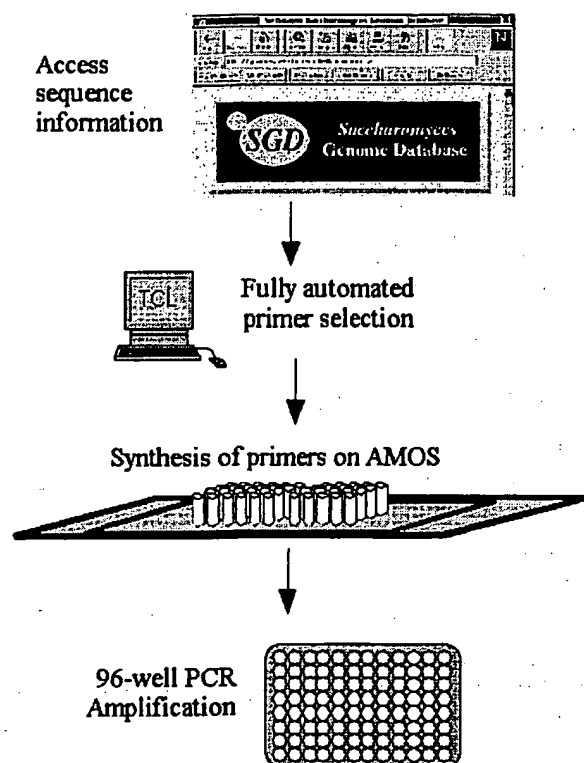 Access
sequence
information
SGD
Saccharomyces
Genome Database
TCL
Fully automated
primer selection
Synthesis of primers on AMOS
96-well PCR
Amplification